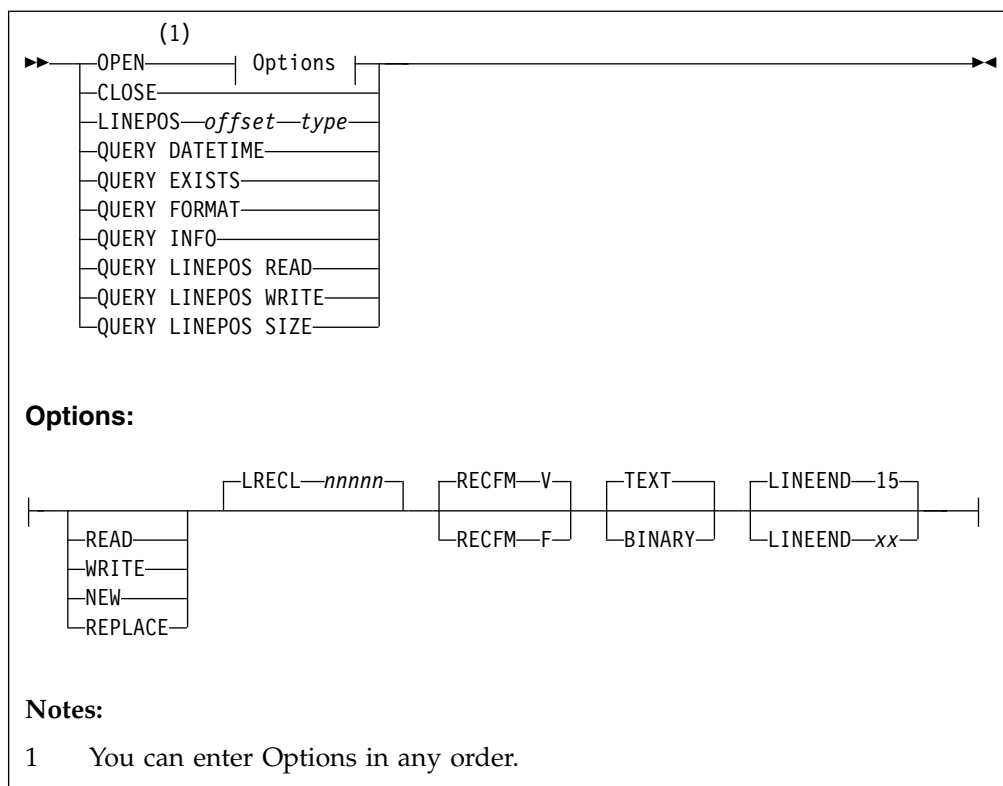 (1)
OPEN Options
CLOSE
LINEPOS offset type
QUERY DATETIME
QUERY EXISTS
QUERY FORMAT
QUERY INFO
QUERY LINEPOS READ
QUERY LINEPOS WRITE
QUERY LINEPOS SIZE
Options:
LRECL nnnnn RECFM V TEXT LINEEND 15
READ RECFM F BINARY LINEEND xx
WRITE
NEW
REPLACE
Notes:
1 You can enter Options in any order.